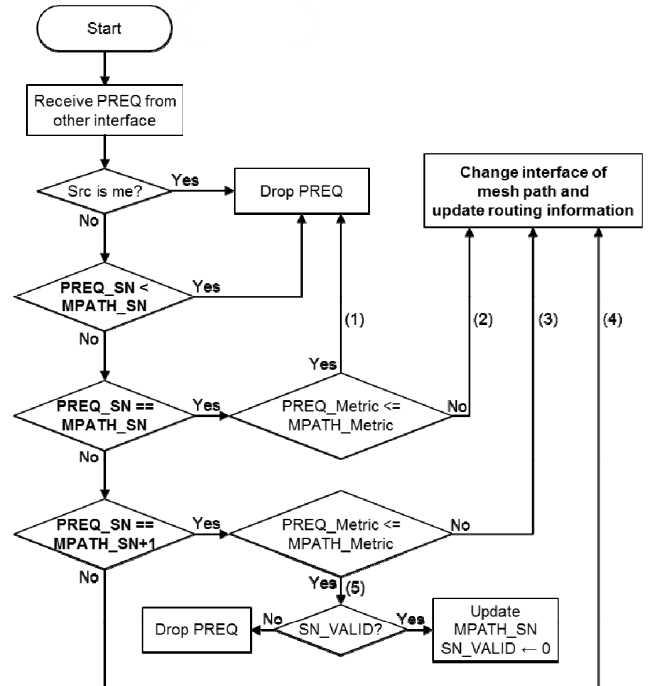 Start
Receive PREQ from
other interface
Src is me?
Yes
Drop PREQ
Change interface of
mesh path and
update routing information
No
PREQ_SN <
MPATH_SN
Yes
(1)
(2)
(3)
(4)
No
Yes
PREQ_SN ==
MPATH_SN
Yes
PREQ_Metric <=
MPATH_Metric
No
No
PREQ_SN ==
MPATH_SN+1
Yes
PREQ_Metric <=
MPATH_Metric
No
No
Yes
(5)
Drop PREQ
No
SN_VALID?
Yes
Update
MPATH_SN
SN_VALID ← 0